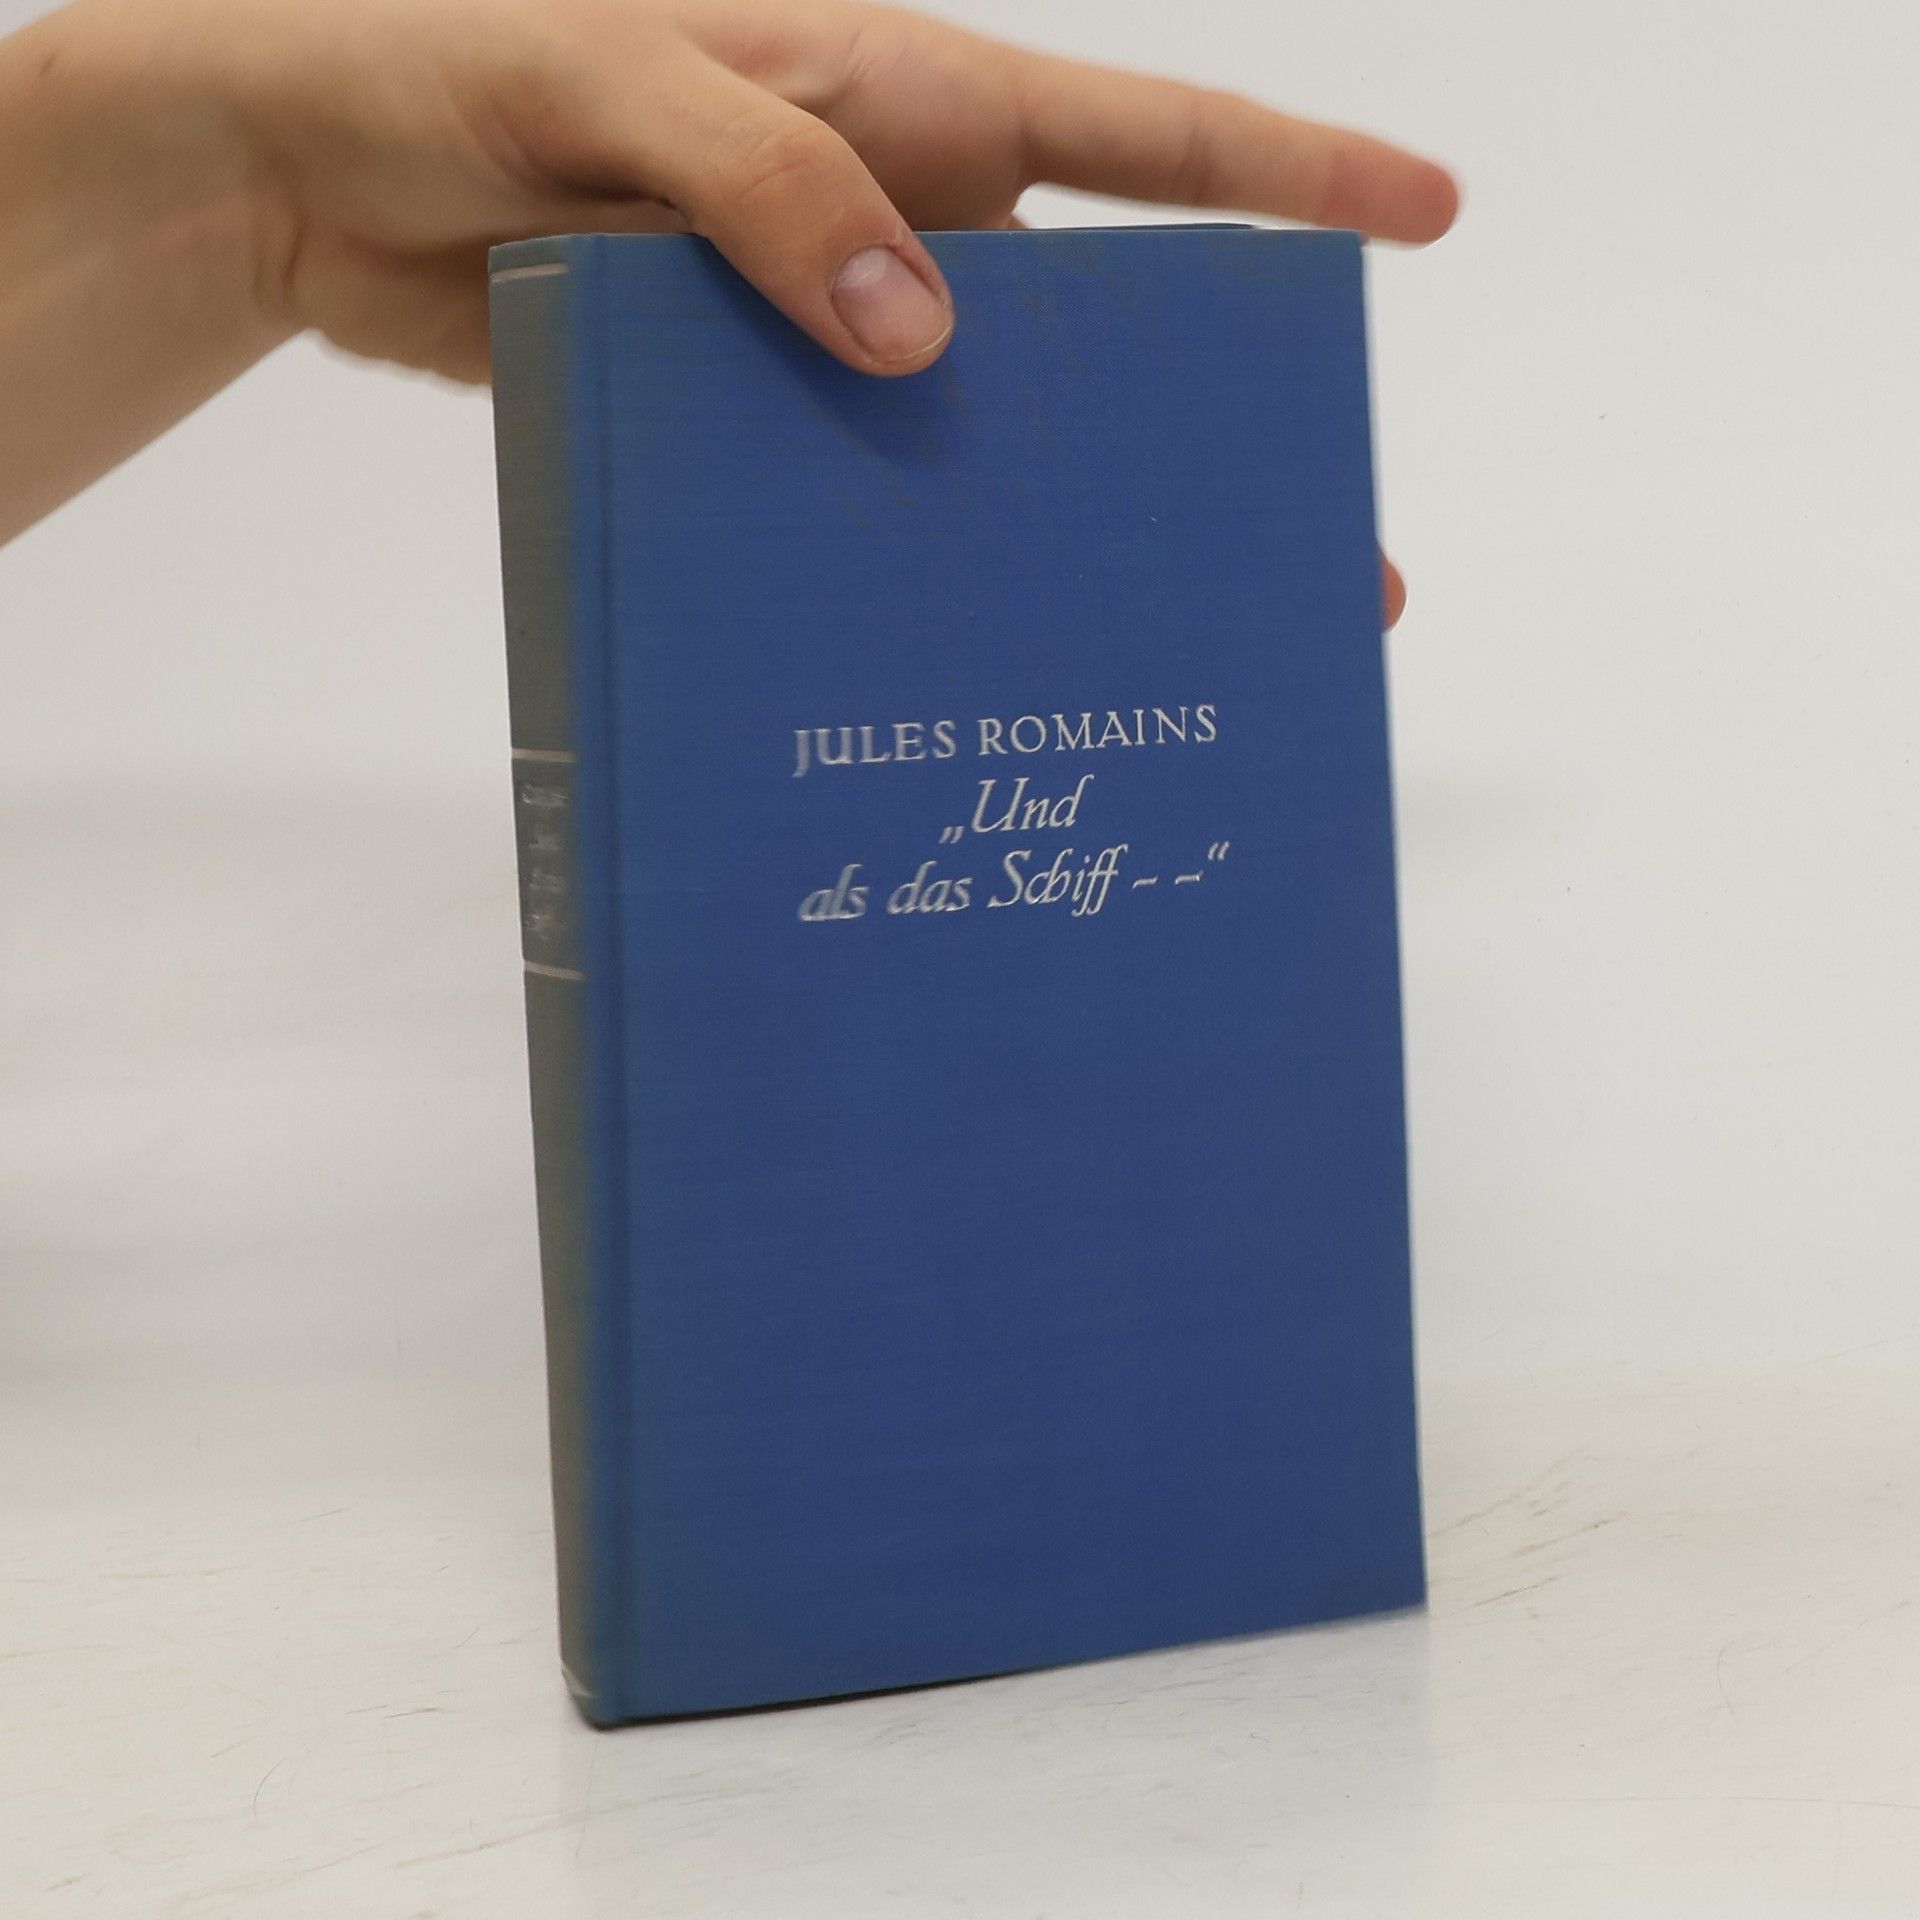 JULES ROMAINS
„Und
als das Schiff - -“